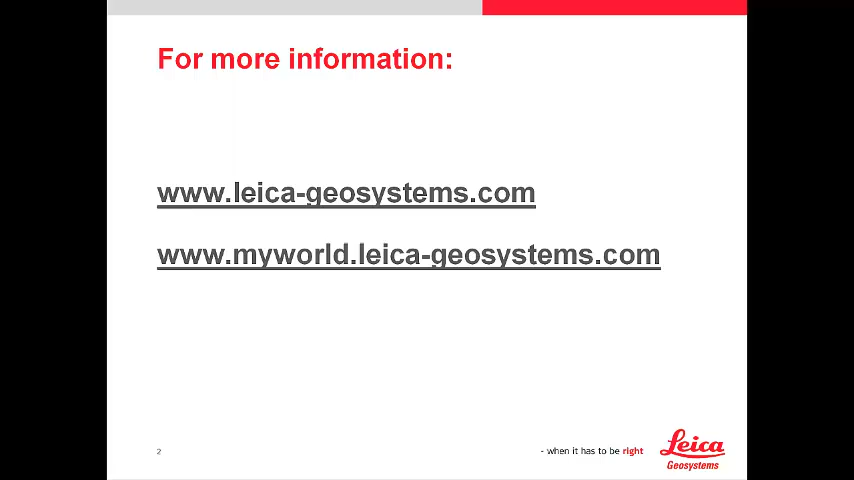 For more information:
www.leica-geosystems.com
www.myworld.leica-geosystems.com
2
- when it has to be right
Leica
Geosystems